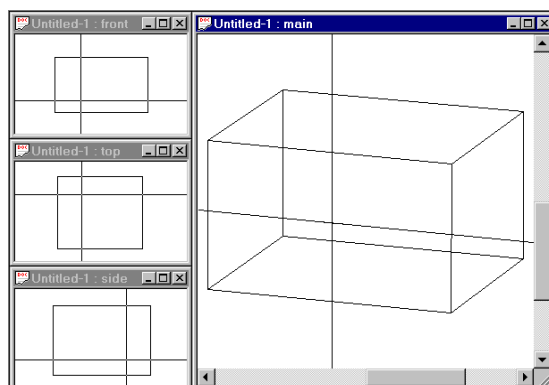 Untitled-1 : front
Untitled-1 : main
Untitled-1 : top
Untitled-1 : side